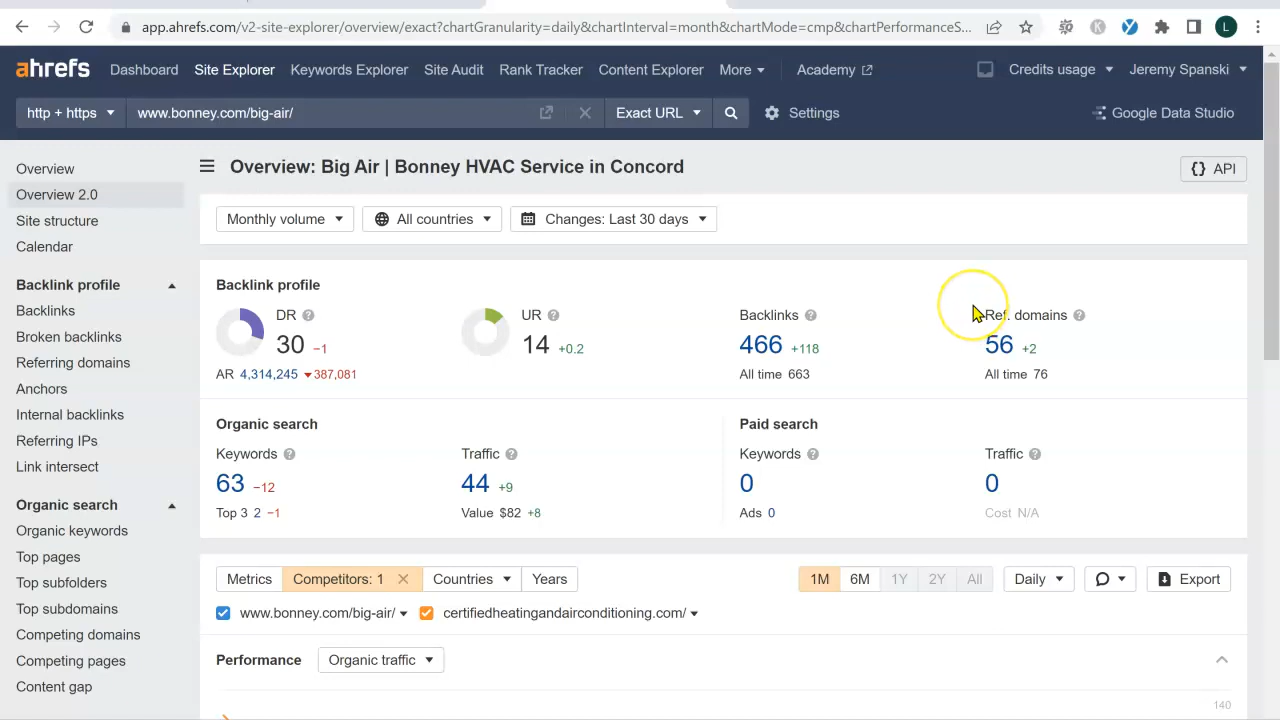 app.ahrefs.com/v2-site-explorer/overview/exact?chartGranularity=daily&chartInterval=month&chartMode=cmp&chartPerformanceS...
K
L
ahrefs Dashboard Site Explorer Keywords Explorer Site Audit Rank Tracker Content Explorer More Academy Credits usage Jeremy Spanski
http + https www.bonney.com/big-air/ Exact URL Settings Google Data Studio
Overview
Overview 2.0
Site structure
Calendar
Backlink profile
Backlinks
Broken backlinks
Referring domains
Anchors
Internal backlinks
Referring IPs
Link intersect
Organic search
Organic keywords
Top pages
Top subfolders
Top subdomains
Competing domains
Competing pages
Content gap
Overview: Big Air | Bonney HVAC Service in Concord
{} API
Monthly volume All countries Changes: Last 30 days
Backlink profile
DR UR Backlinks Ref. domains
30 −1 14 +0.2 466 +118 56 +2
AR 4,314,245 387,081 All time 663 All time 76
Organic search Paid search
Keywords Traffic Keywords Traffic
63 −12 44 +9 0 0
Top 3 2 −1 Value $82 +8 Ads 0 Cost N/A
Metrics Competitors: 1 Countries Years 1M 6M 1Y 2Y All Daily Export
www.bonney.com/big-air/ certifiedheatingandairconditioning.com/
Performance Organic traffic
140